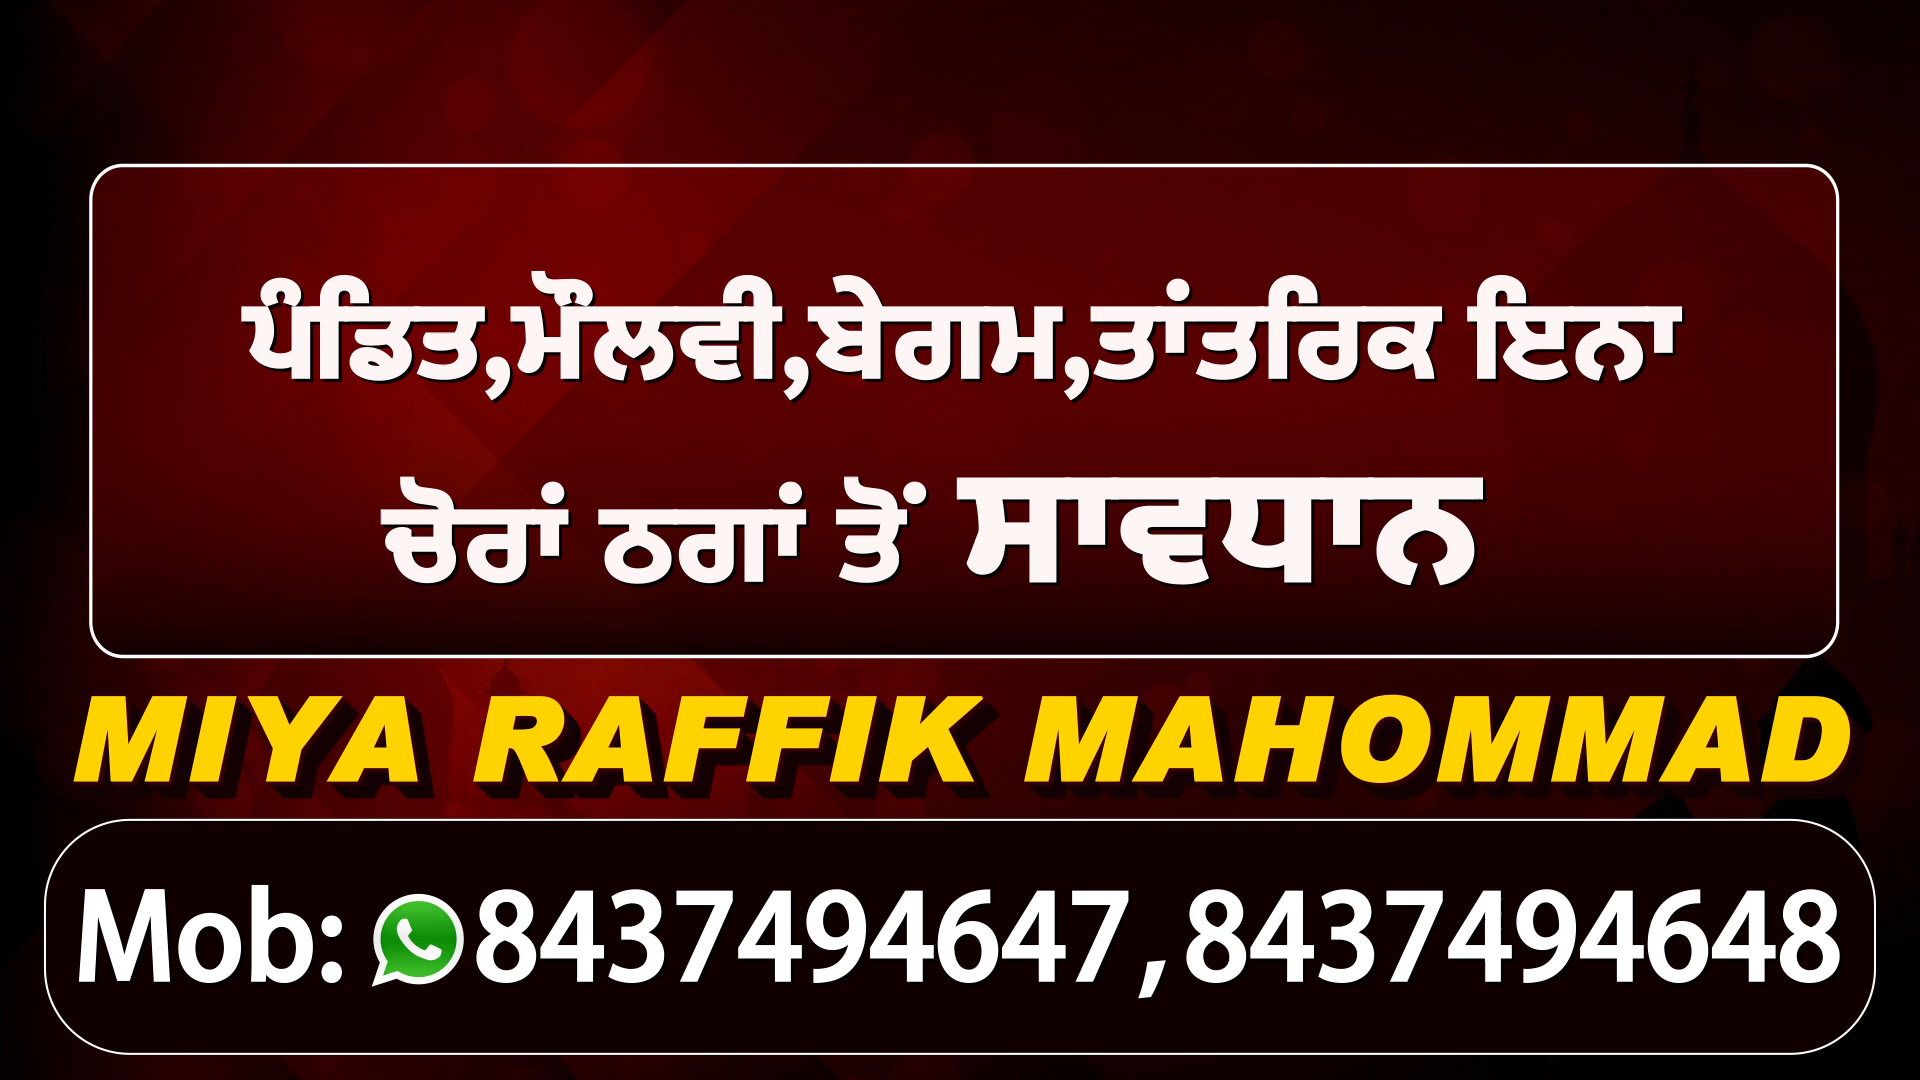 ਪੰਡਿਤ,ਮੌਲਵੀ,ਬੇਗਮ,ਤਾਂਤਰਿਕ ਇਨਾ
ਚੋਰਾਂ ਠਗਾਂ ਤੋਂ ਸਾਵਧਾਨ
MIYA RAFFIK MAHOMMAD
Mob: 8437494647, 8437494648